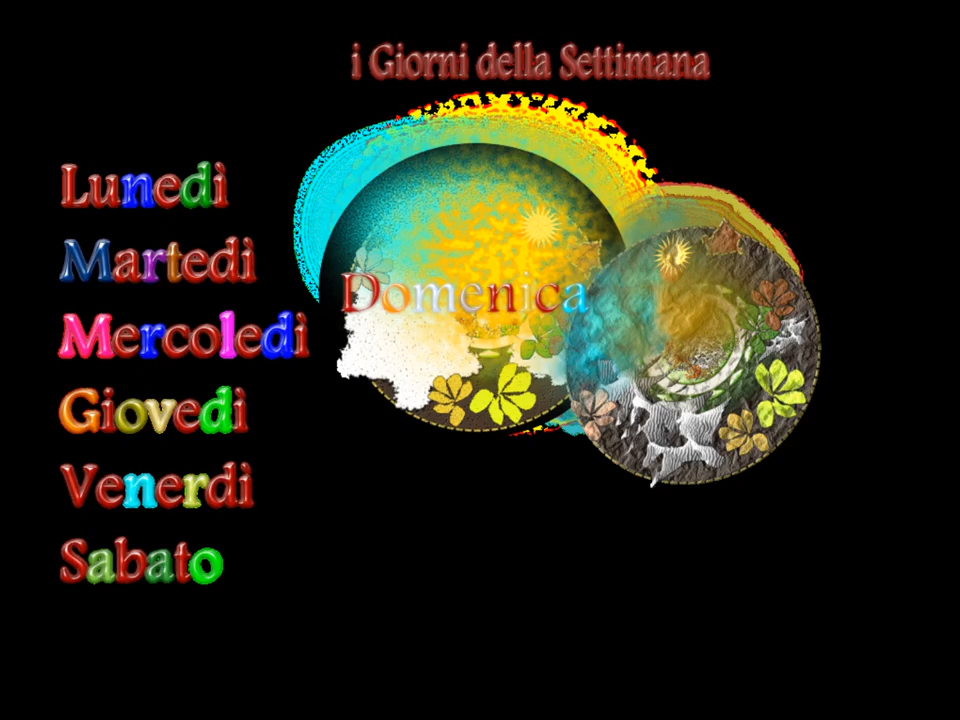 i Giorni della Settimana
Lunedì
Martedì
Mercoledì
Giovedì
Venerdì
Sabato
Domenica